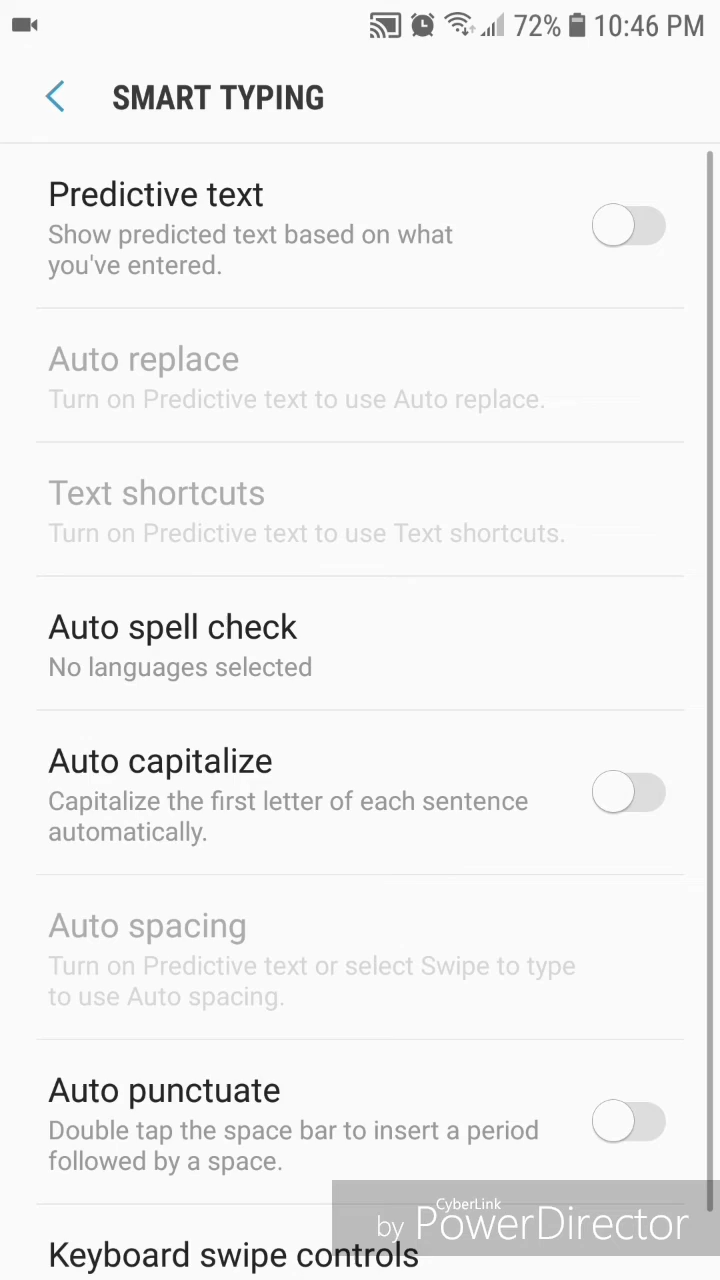 72% 10:46 PM
SMART TYPING
Predictive text
Show predicted text based on what
you've entered.
Auto replace
Turn on Predictive text to use Auto replace.
Text shortcuts
Turn on Predictive text to use Text shortcuts.
Auto spell check
No languages selected
Auto capitalize
Capitalize the first letter of each sentence
automatically.
Auto spacing
Turn on Predictive text or select Swipe to type
to use Auto spacing.
Auto punctuate
Double tap the space bar to insert a period
followed by a space.
CyberLink
by PowerDirector
Keyboard swipe controls